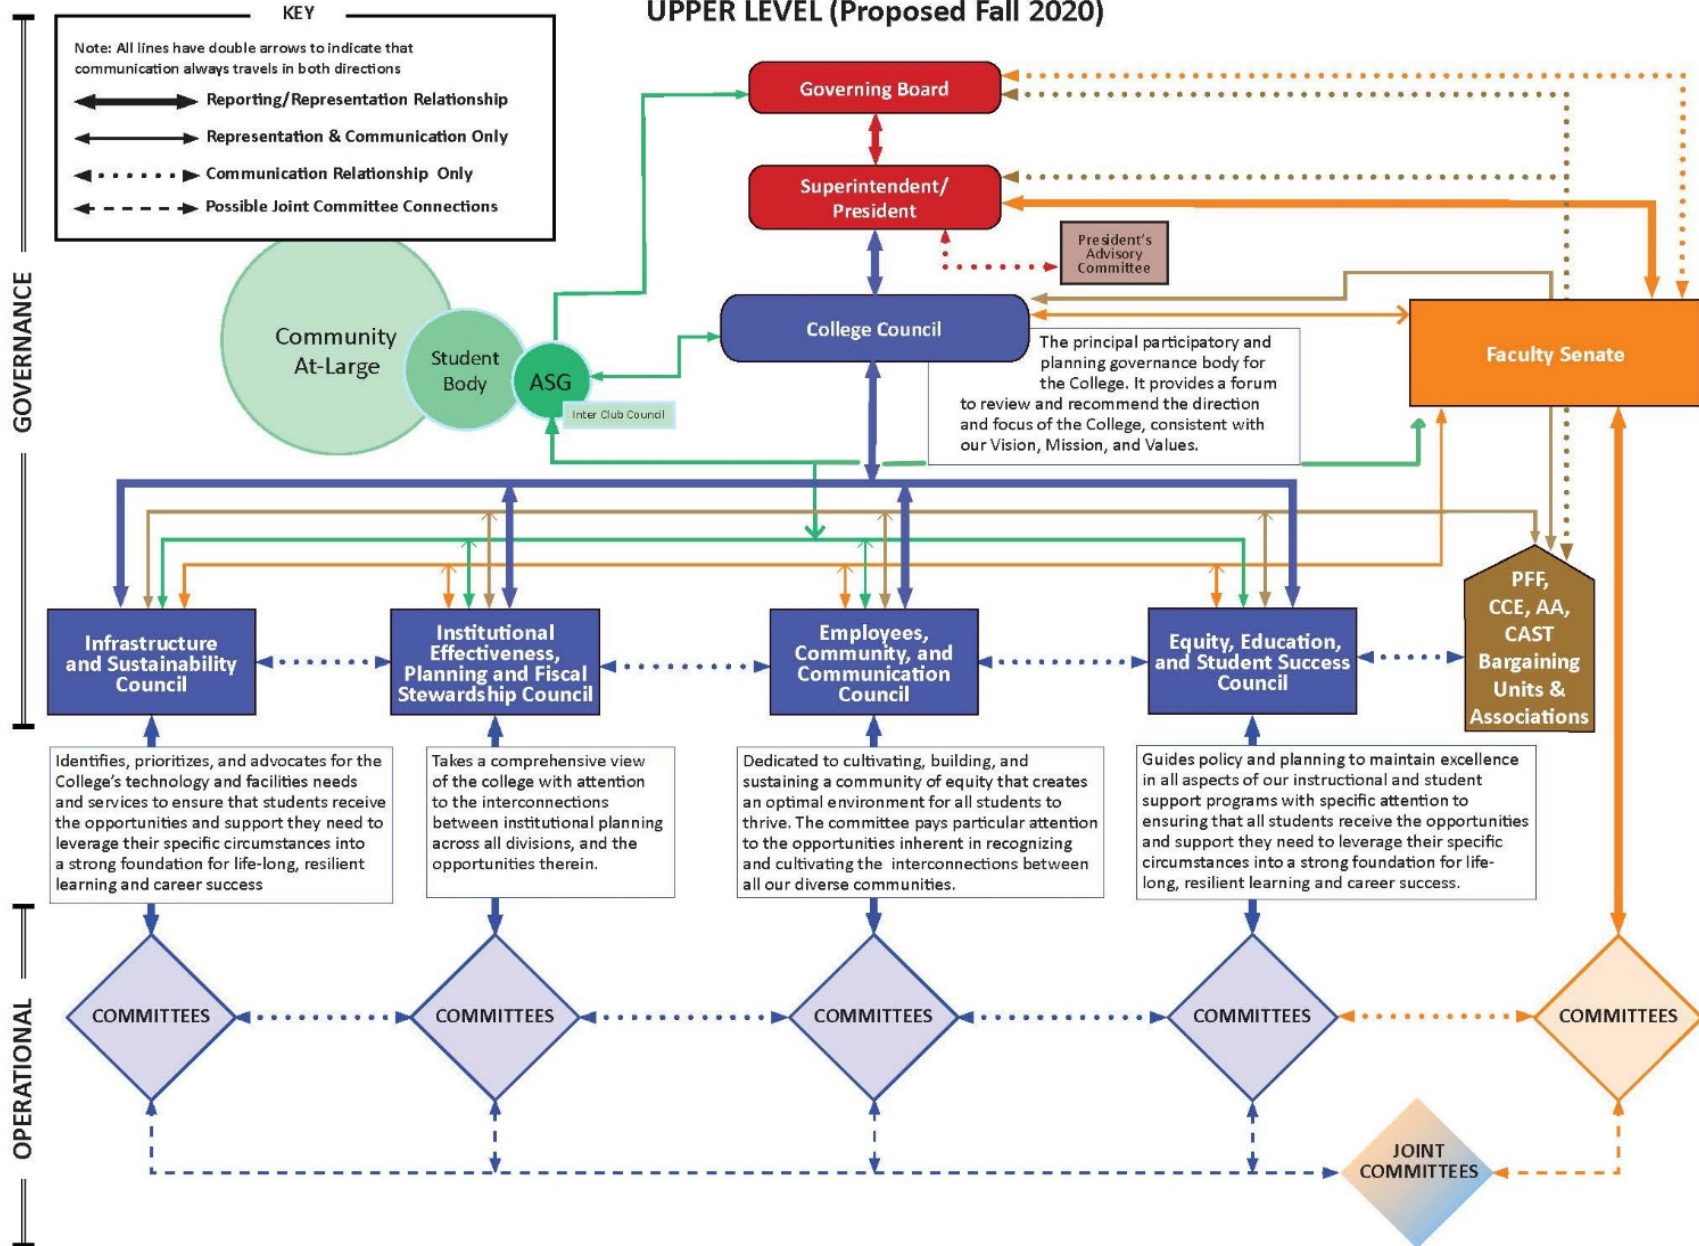 UPPER LEVEL (Proposed Fall 2020)
KEY
Note: All lines have double arrows to indicate that
communication always travels in both directions
Reporting/Representation Relationship
Representation & Communication Only
Communication Relationship Only
Possible Joint Committee Connections
GOVERNANCE
Governing Board
Superintendent/
President
President's
Advisory
Committee
College Council
The principal participatory and
planning governance body for
the College. It provides a forum
to review and recommend the direction
and focus of the College, consistent with
our Vision, Mission, and Values.
Faculty Senate
Community
At-Large
Student
Body
ASG
Inter Club Council
Infrastructure
and Sustainability
Council
Institutional
Effectiveness,
Planning and Fiscal
Stewardship Council
Employees,
Community, and
Communication
Council
Equity, Education,
and Student Success
Council
PFF,
CCE, AA,
CAST
Bargaining
Units &
Associations
Identifies, prioritizes, and advocates for the
College's technology and facilities needs
and services to ensure that students receive
the opportunities and support they need to
leverage their specific circumstances into
a strong foundation for life-long, resilient
learning and career success
Takes a comprehensive view
of the college with attention
to the interconnections
between institutional planning
across all divisions, and the
opportunities therein.
Dedicated to cultivating, building, and
sustaining a community of equity that creates
an optimal environment for all students to
thrive. The committee pays particular attention
to the opportunities inherent in recognizing
and cultivating the interconnections between
all our diverse communities.
Guides policy and planning to maintain excellence
in all aspects of our instructional and student
support programs with specific attention to
ensuring that all students receive the opportunities
and support they need to leverage their specific
circumstances into a strong foundation for life-
long, resilient learning and career success.
OPERATIONAL
COMMITTEES
COMMITTEES
COMMITTEES
COMMITTEES
COMMITTEES
JOINT
COMMITTEES